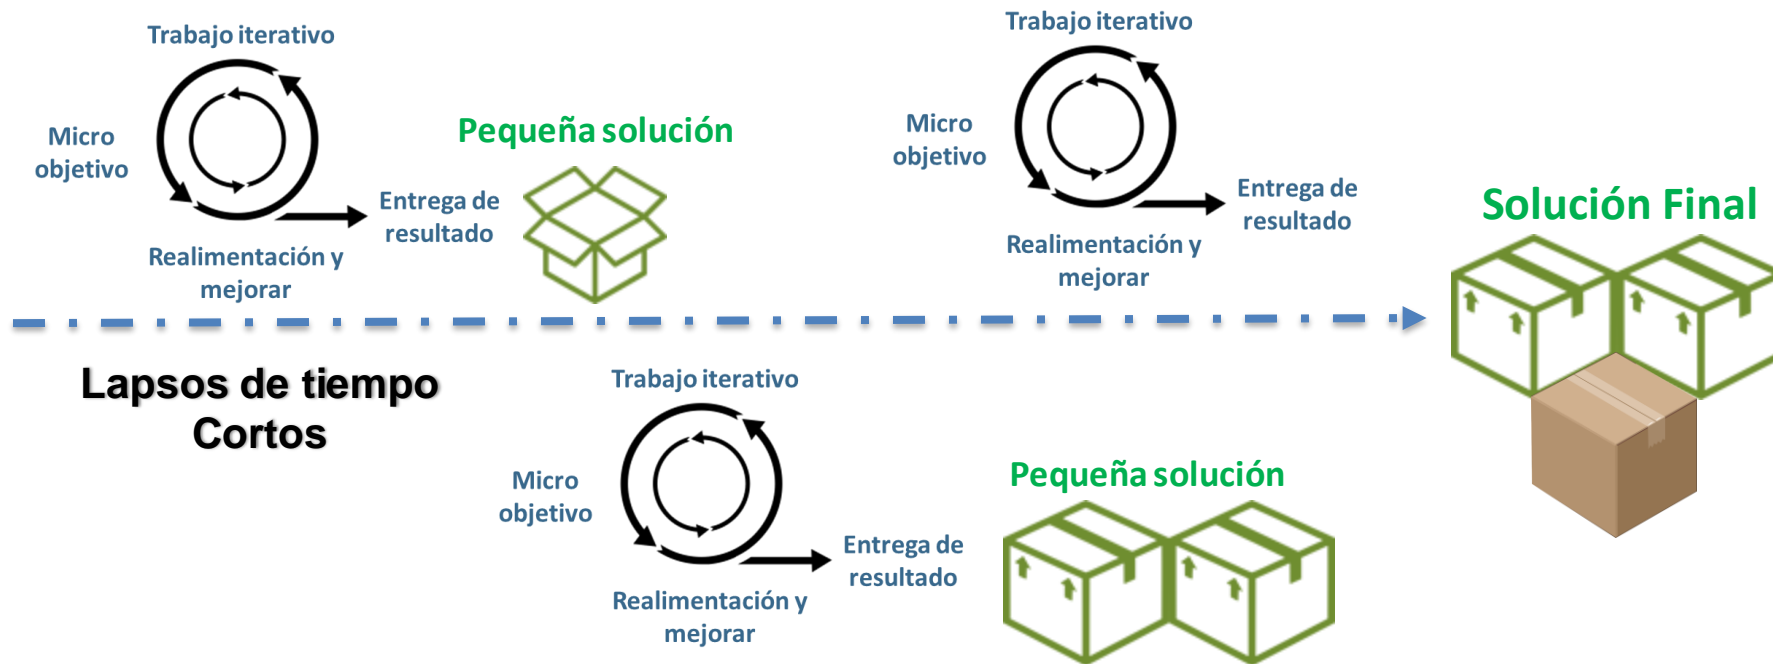 Trabajo iterativo
Micro
objetivo
Realimentación y
mejorar
Entrega de
resultado
Pequeña solución
Trabajo iterativo
Micro
objetivo
Realimentación y
mejorar
Entrega de
resultado
Solución Final
Lapsos de tiempo
Cortos
Trabajo iterativo
Micro
objetivo
Realimentación y
mejorar
Entrega de
resultado
Pequeña solución